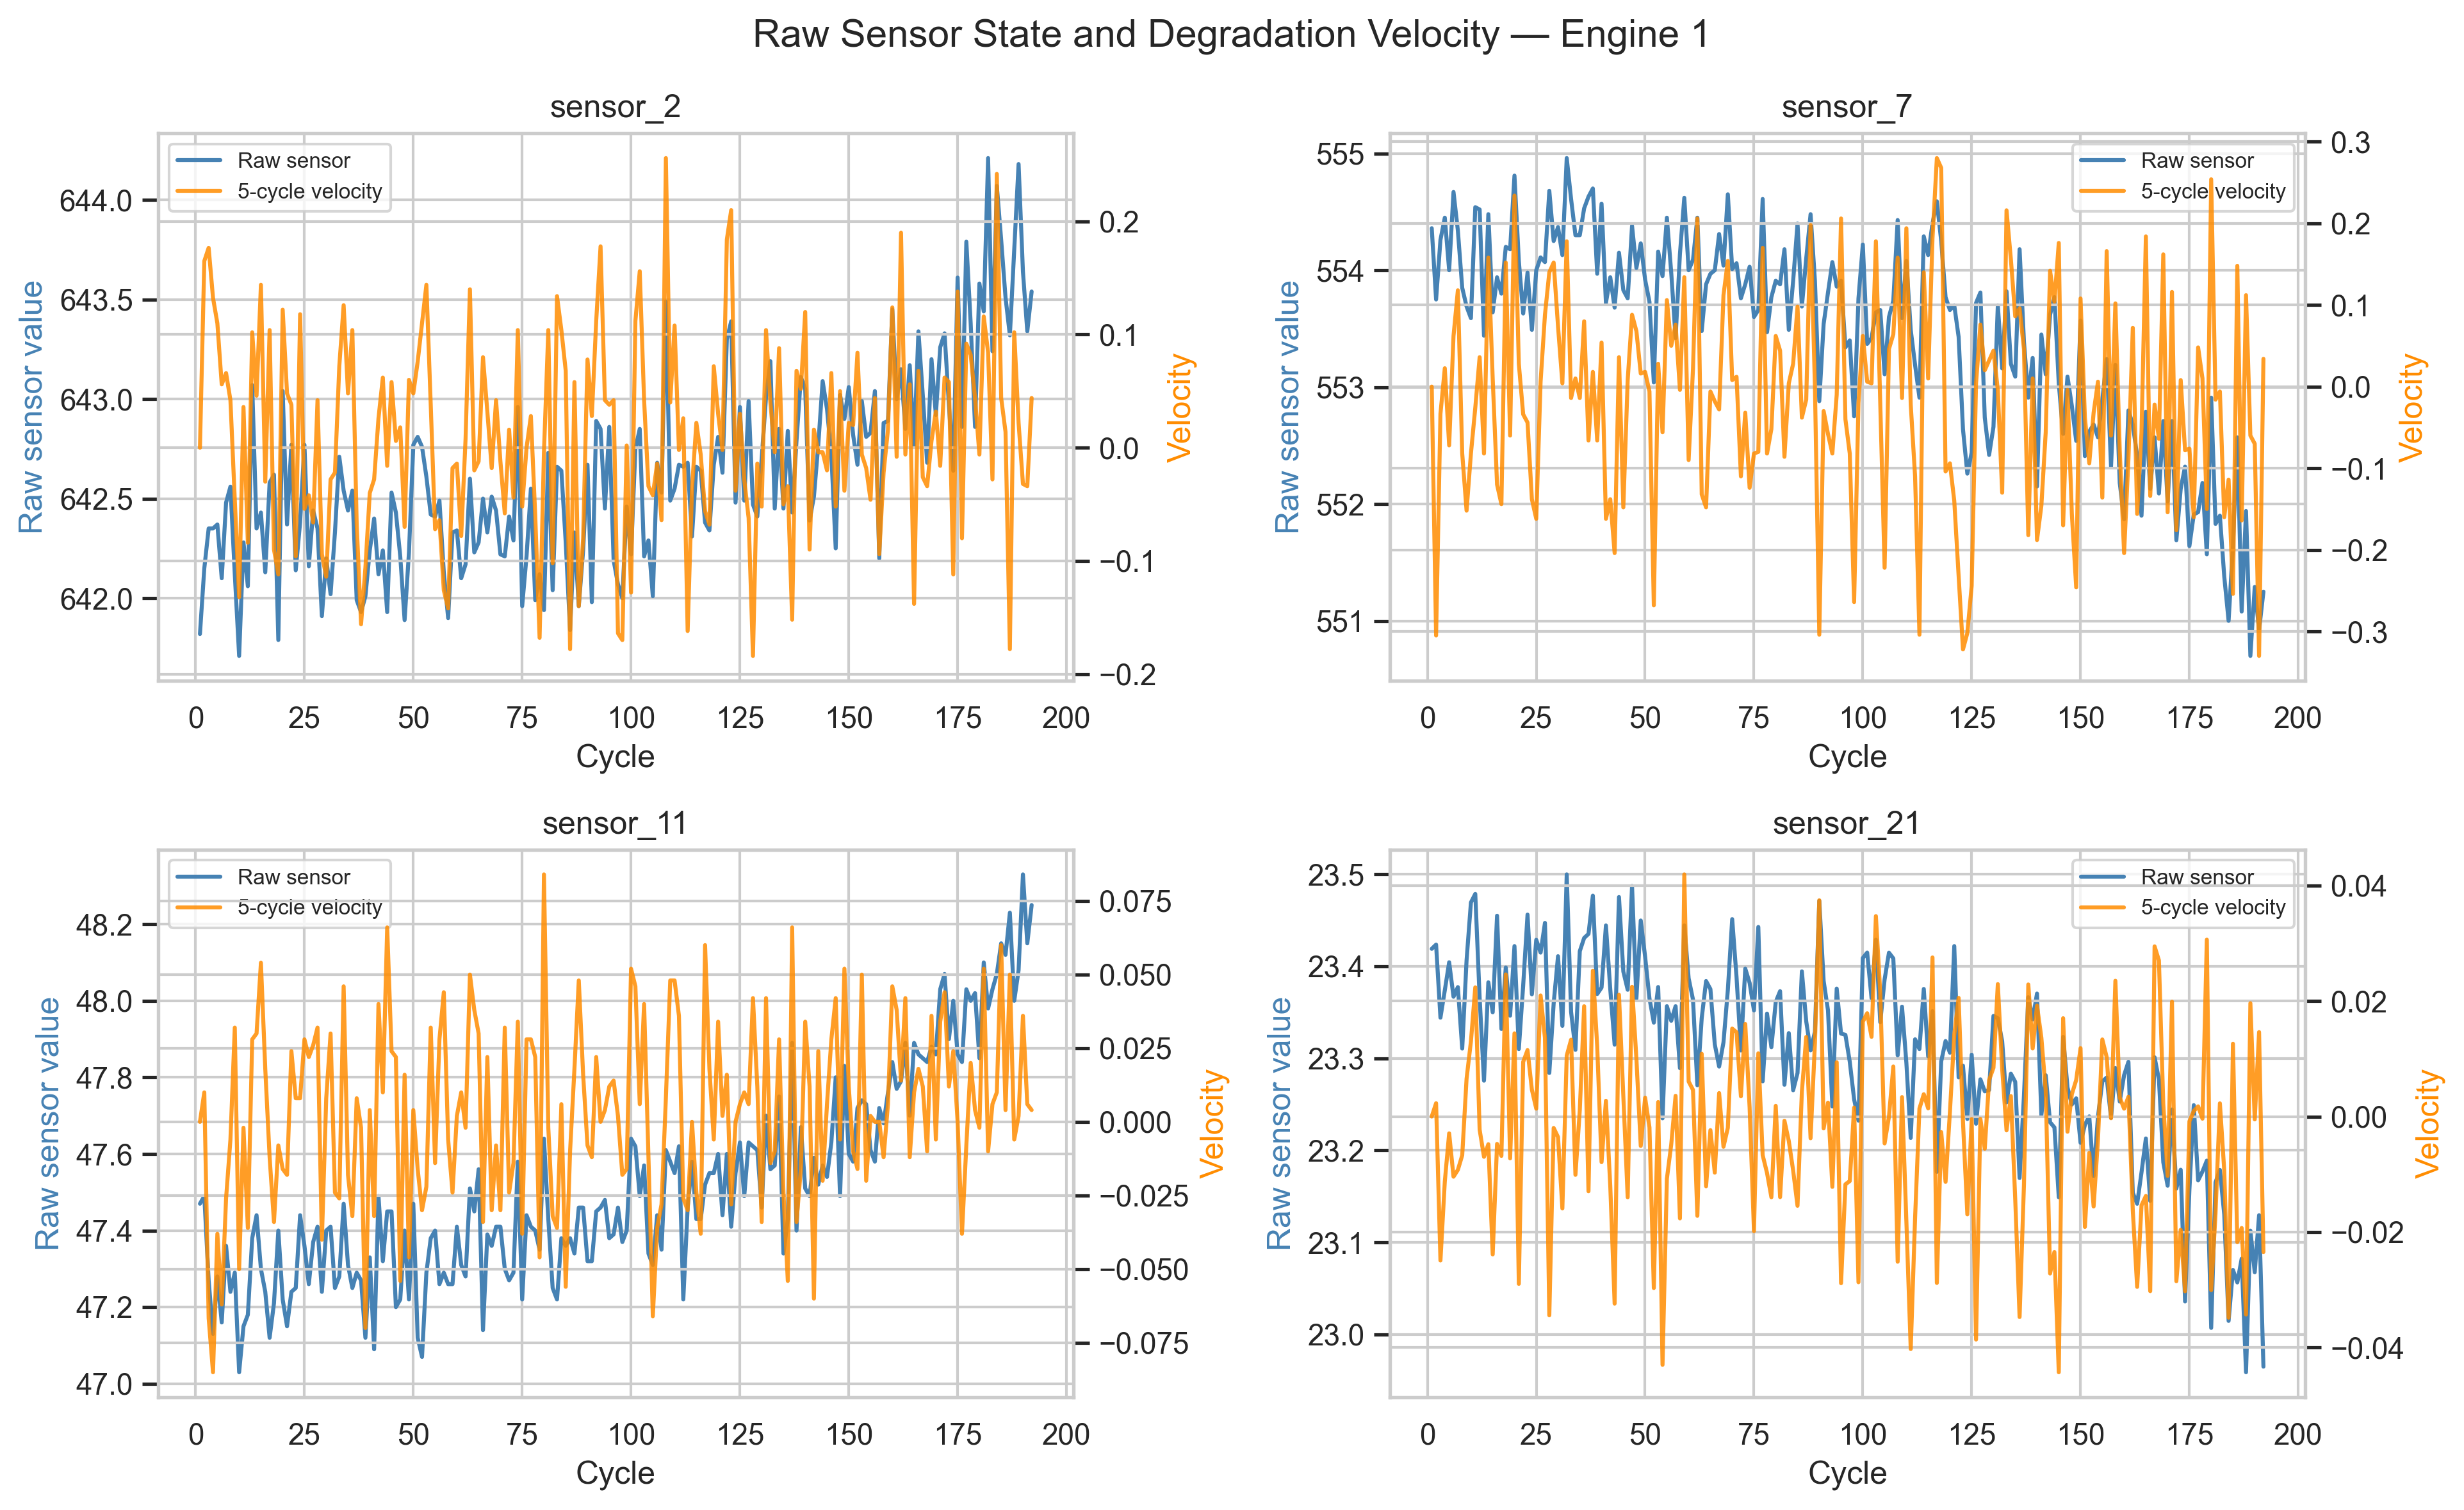 Raw Sensor State and Degradation Velocity — Engine 1
sensor_2
Raw sensor
5-cycle velocity
644.0
643.5
643.0
642.5
642.0
Raw sensor value
0.2
0.1
0.0
−0.1
−0.2
Velocity
0 25 50 75 100 125 150 175 200
Cycle
sensor_7
Raw sensor
5-cycle velocity
555
554
553
552
551
Raw sensor value
0.3
0.2
0.1
0.0
−0.1
−0.2
−0.3
Velocity
0 25 50 75 100 125 150 175 200
Cycle
sensor_11
Raw sensor
5-cycle velocity
48.2
48.0
47.8
47.6
47.4
47.2
47.0
Raw sensor value
0.075
0.050
0.025
0.000
−0.025
−0.050
−0.075
Velocity
0 25 50 75 100 125 150 175 200
Cycle
sensor_21
Raw sensor
5-cycle velocity
23.5
23.4
23.3
23.2
23.1
23.0
Raw sensor value
0.04
0.02
0.00
−0.02
−0.04
Velocity
0 25 50 75 100 125 150 175 200
Cycle